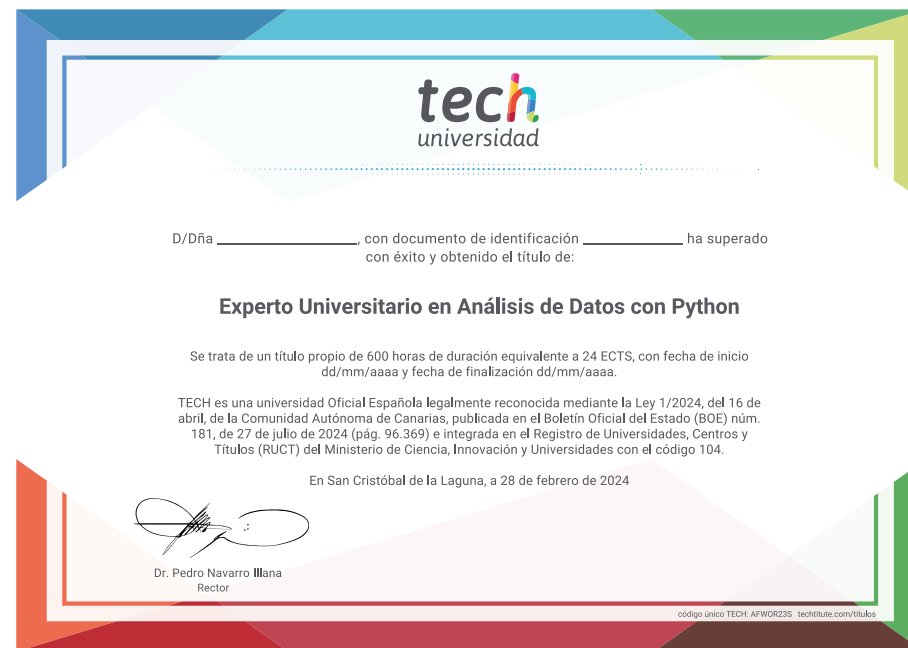 tech
universidad
D/Dña ______________, con documento de identificación __________ ha superado
con éxito y obtenido el título de:
Experto Universitario en Análisis de Datos con Python
Se trata de un título propio de 600 horas de duración equivalente a 24 ECTS, con fecha de inicio
dd/mm/aaaa y fecha de finalización dd/mm/aaaa.
TECH es una universidad Oficial Española legalmente reconocida mediante la Ley 1/2024, del 16 de
abril, de la Comunidad Autónoma de Canarias, publicada en el Boletín Oficial del Estado (BOE) núm.
181, de 27 de julio de 2024 (pág. 96.369) e integrada en el Registro de Universidades, Centros y
Títulos (RUCT) del Ministerio de Ciencia, Innovación y Universidades con el código 104.
En San Cristóbal de la Laguna, a 28 de febrero de 2024
Dr. Pedro Navarro Illana
Rector
código único TECH: AFWOR23S techtitute.com/titulos